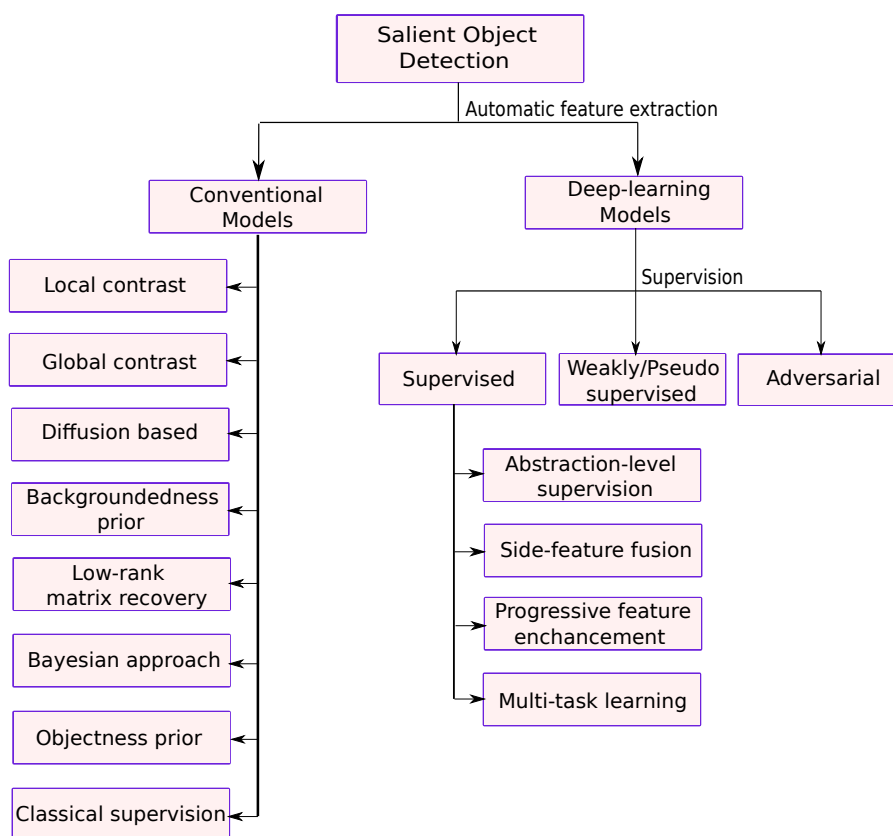 Salient Object
Detection
Automatic feature extraction
Conventional
Models
Deep-learning
Models
Local contrast
Global contrast
Diffusion based
Backgroundedness
prior
Low-rank
matrix recovery
Bayesian approach
Objectness prior
Classical supervision
Supervision
Supervised
Weakly/Pseudo
supervised
Adversarial
Abstraction-level
supervision
Side-feature fusion
Progressive feature
enchancement
Multi-task learning